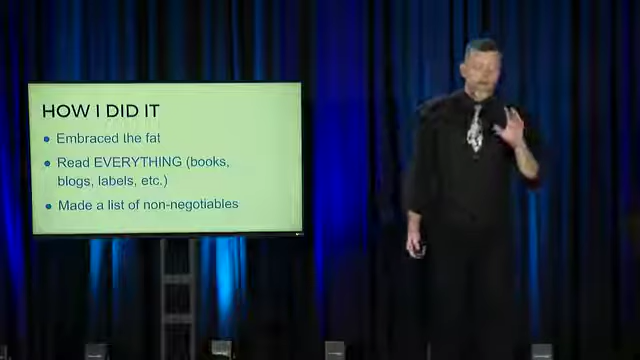 HOW I DID IT
• Embraced the fat
• Read EVERYTHING (books,
blogs, labels, etc.)
• Made a list of non-negotiables